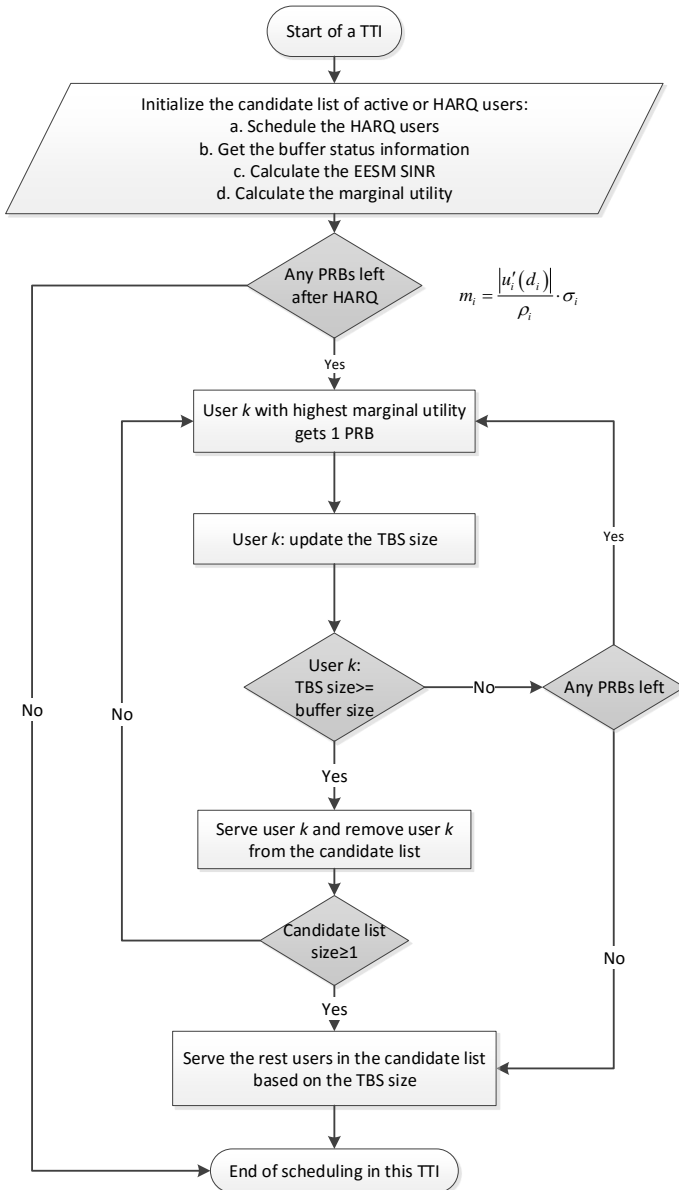 Start of a TTI
Initialize the candidate list of active or HARQ users:
a. Schedule the HARQ users
b. Get the buffer status information
c. Calculate the EESM SINR
d. Calculate the marginal utility
Any PRBs left
after HARQ
m_i = |u_i′(d_i)| / ρ_i · σ_i
Yes
User k with highest marginal utility
gets 1 PRB
User k: update the TBS size
Yes
User k:
TBS size>=
buffer size
No
Any PRBs left
No
No
Yes
Serve user k and remove user k
from the candidate list
Candidate list
size≥1
No
Yes
Serve the rest users in the candidate list
based on the TBS size
End of scheduling in this TTI